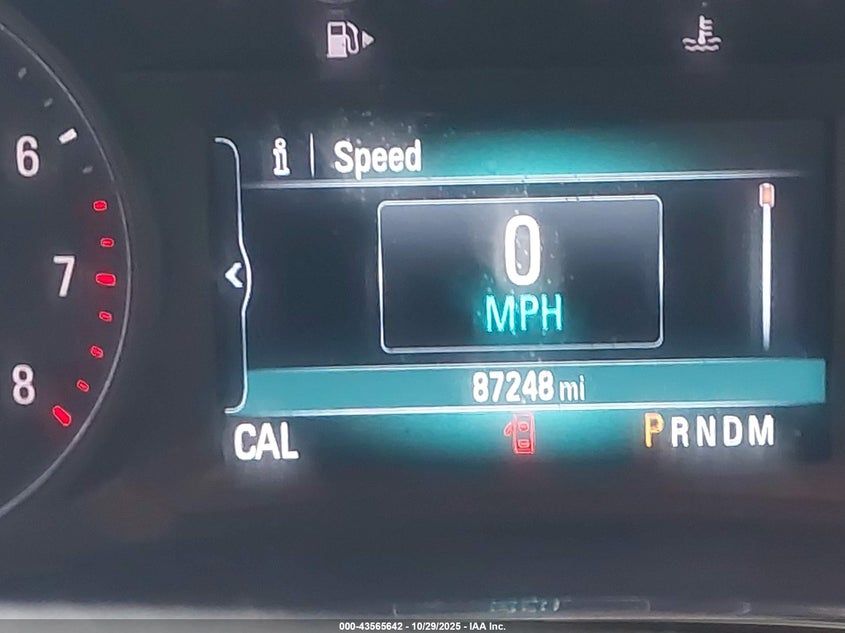 6
7
8
i | Speed
0
MPH
87248 mi
CAL
PRNDM
000-43565642 - 10/29/2025 - IAA Inc.